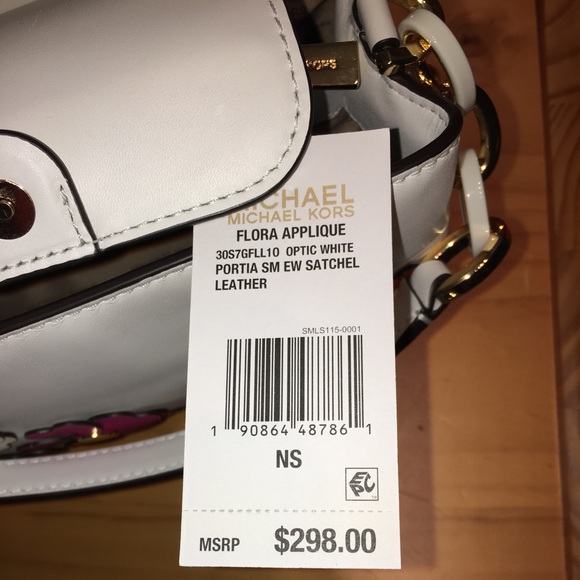 MICHAEL
MICHAEL KORS
FLORA APPLIQUE
30S7GFLL10 OPTIC WHITE
PORTIA SM EW SATCHEL
LEATHER
SMLS115-0001
1 90864 48786 1
NS
EPC
MSRP $298.00